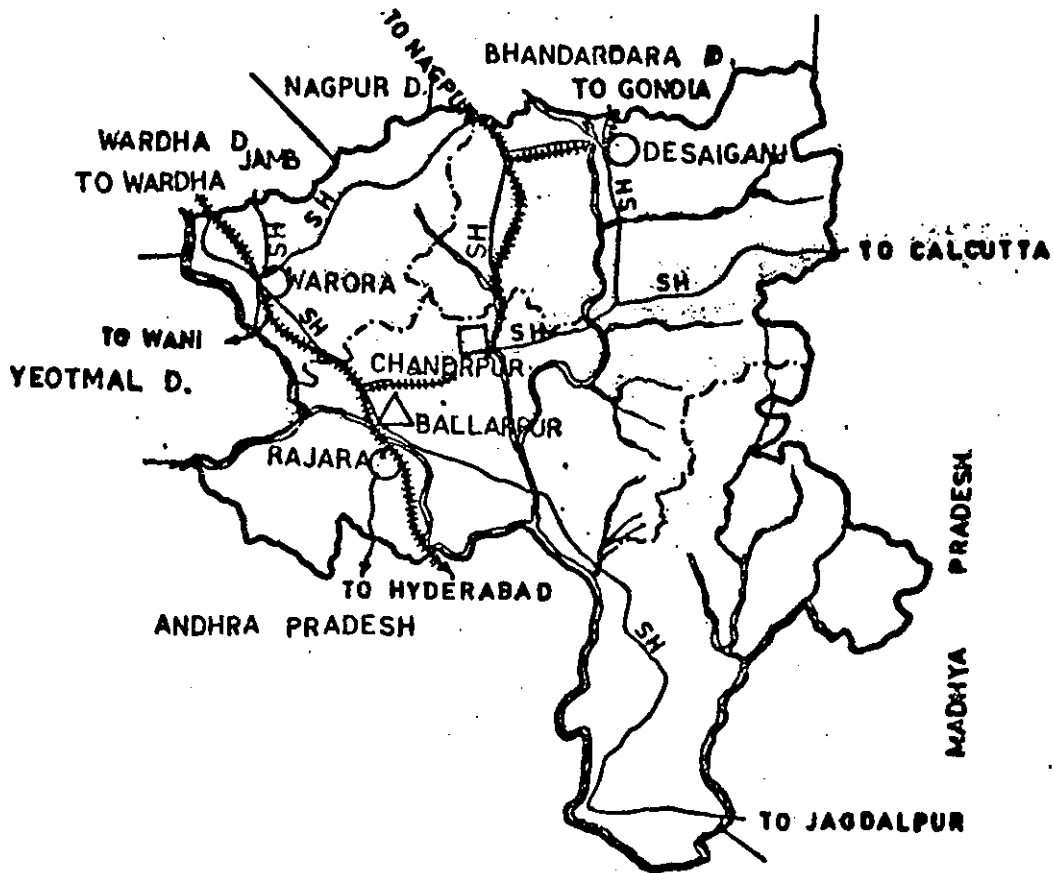 TO NAGPUR
BHANDARDARA D.
TO GONDIA
NAGPUR D.
WARDHA D.
JAMB
TO WARDHA
DESAIGANJ
SH
SH
SH
SH
SH
TO CALCUTTA
WARORA
SH
SH
TO WANI
CHANDRPUR
YEOTMAL D.
BALLARPUR
RAJARA
TO HYDERABAD
ANDHRA PRADESH
SH
MADHYA PRADESH
TO JAGDALPUR